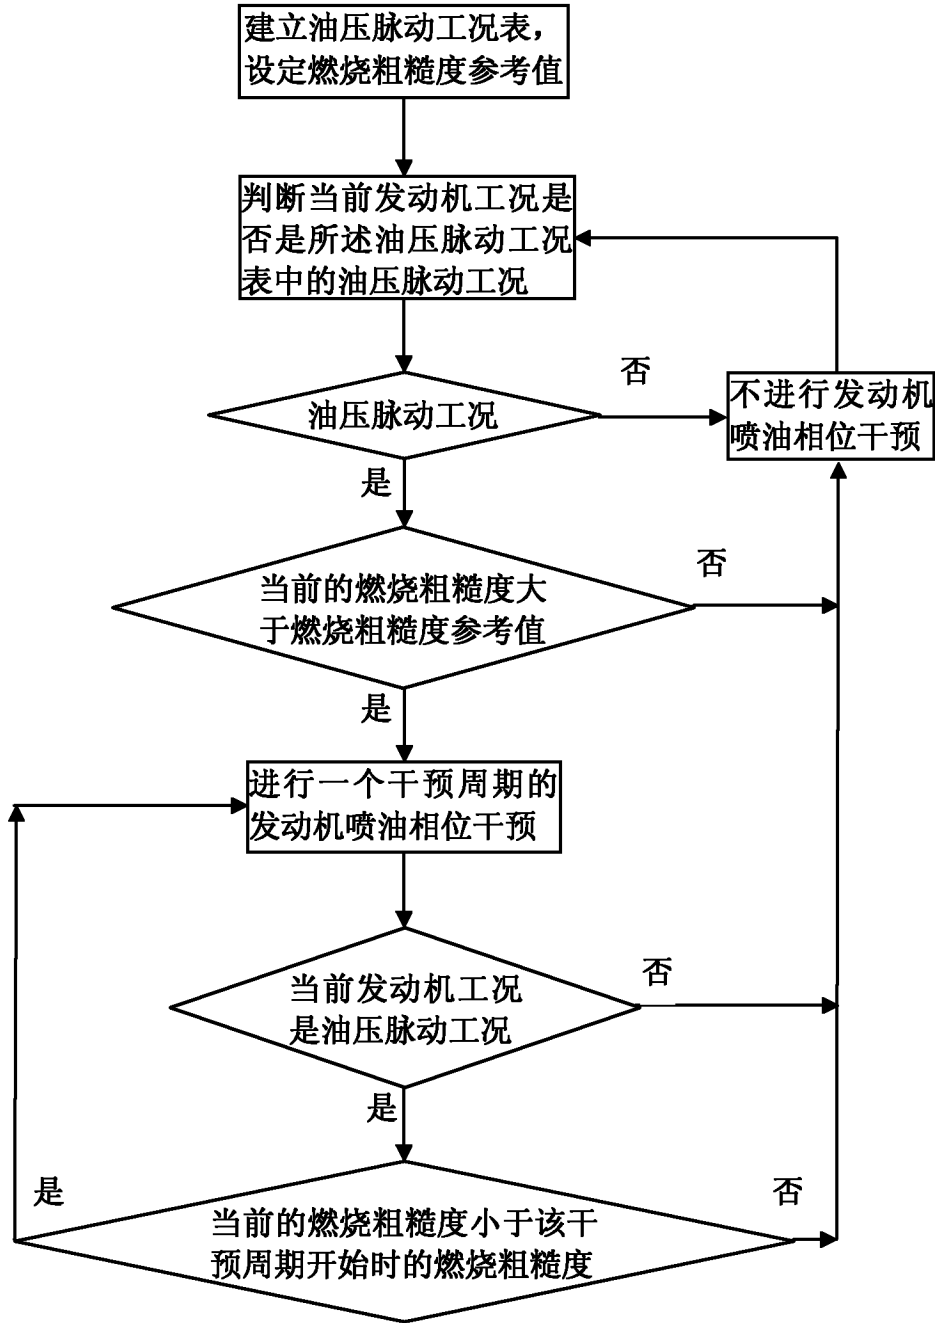 建立油压脉动工况表，
设定燃烧粗糙度参考值
判断当前发动机工况是
否是所述油压脉动工况
表中的油压脉动工况
否
油压脉动工况
不进行发动机
喷油相位干预
是
否
当前的燃烧粗糙度大
于燃烧粗糙度参考值
是
进行一个干预周期的
发动机喷油相位干预
否
当前发动机工况
是油压脉动工况
是
是
否
当前的燃烧粗糙度小于该干
预周期开始时的燃烧粗糙度